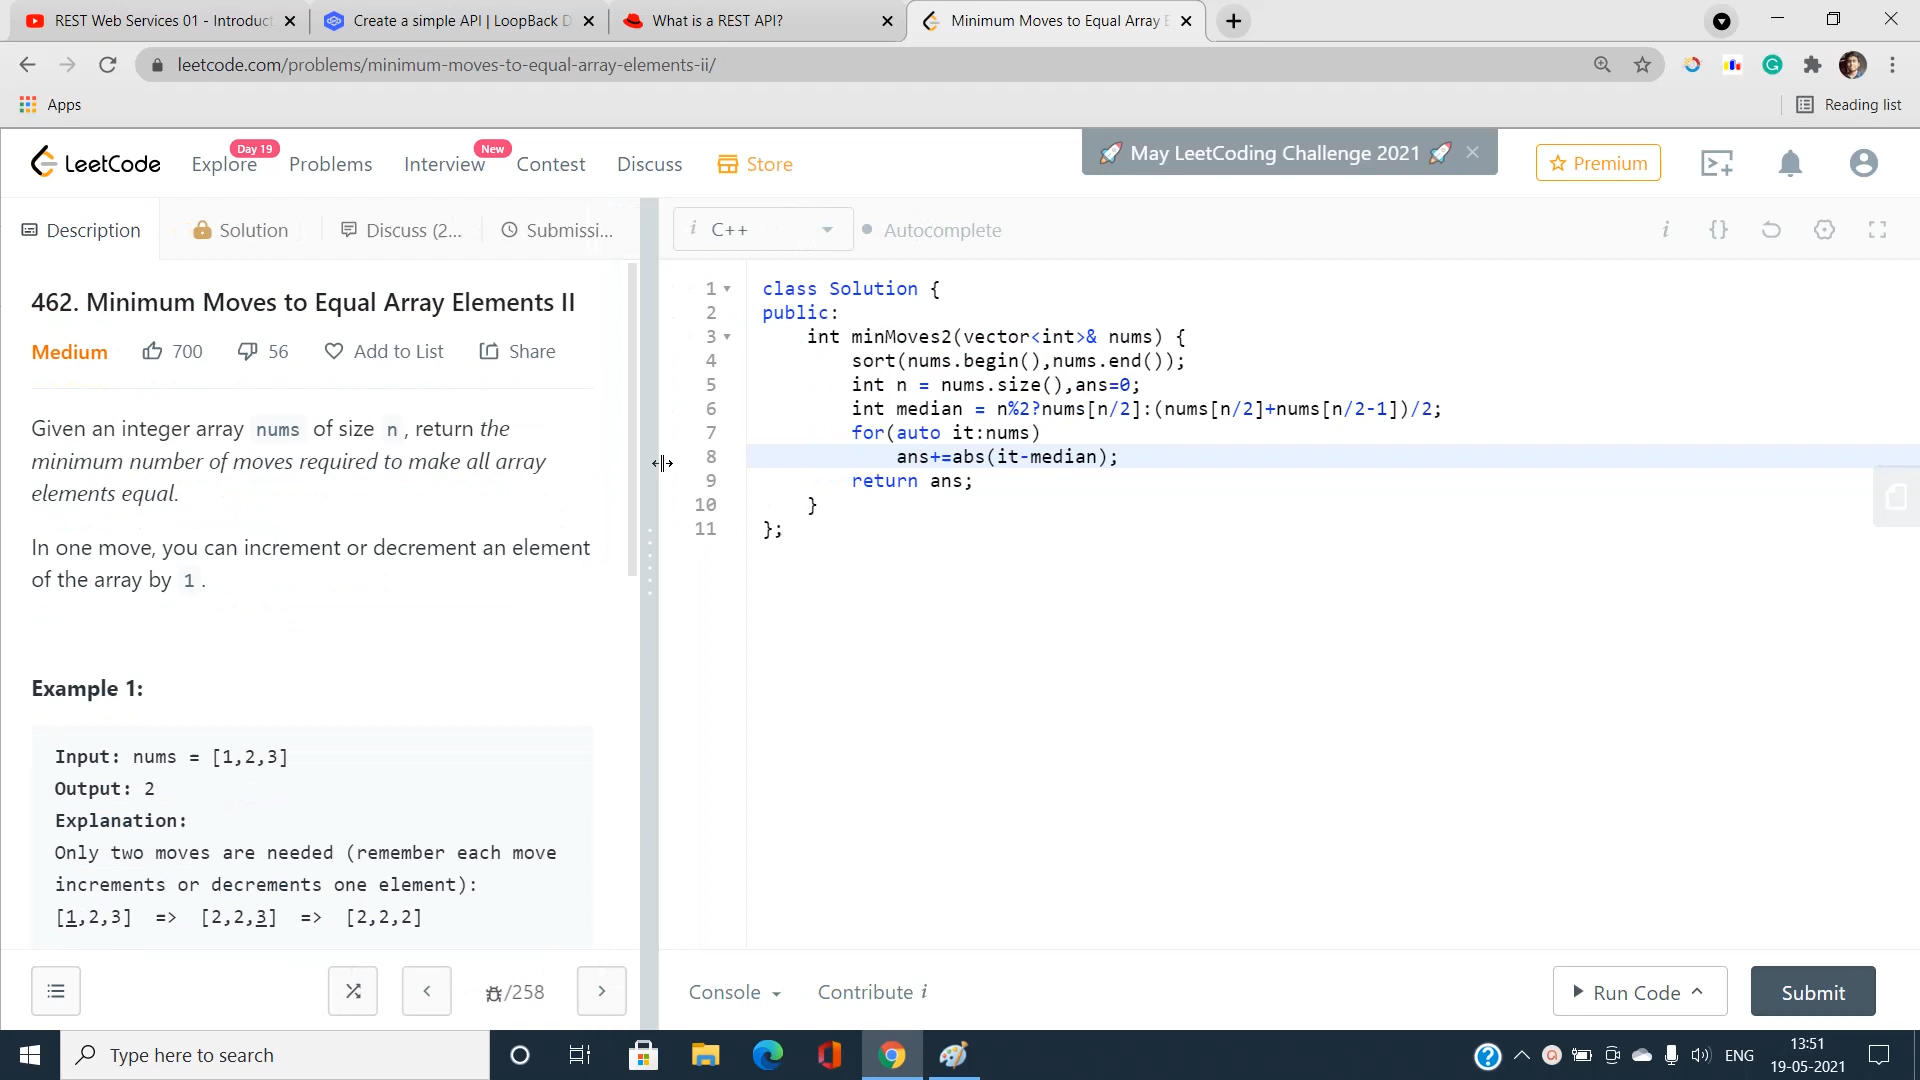 REST Web Services 01 - Introduct
Create a simple API | LoopBack D
What is a REST API?
Minimum Moves to Equal Array E
leetcode.com/problems/minimum-moves-to-equal-array-elements-ii/
Apps
Reading list
LeetCode
Explore
Day 19
Problems
Interview
New
Contest
Discuss
Store
May LeetCoding Challenge 2021
Premium
Description
Solution
Discuss (2...
Submissi...
i C++
Autocomplete
i {}
462. Minimum Moves to Equal Array Elements II
Medium 700 56 Add to List Share
Given an integer array nums of size n , return the
minimum number of moves required to make all array
elements equal.
In one move, you can increment or decrement an element
of the array by 1 .
Example 1:
Input: nums = [1,2,3]
Output: 2
Explanation:
Only two moves are needed (remember each move
increments or decrements one element):
[1,2,3] => [2,2,3] => [2,2,2]
/258
1 class Solution {
2 public:
3 int minMoves2(vector<int>& nums) {
4 sort(nums.begin(),nums.end());
5 int n = nums.size(),ans=0;
6 int median = n%2?nums[n/2]:(nums[n/2]+nums[n/2-1])/2;
7 for(auto it:nums)
8 ans+=abs(it-median);
9 return ans;
10 }
11 };
Console
Contribute i
Run Code
Submit
Type here to search
ENG
13:51
19-05-2021